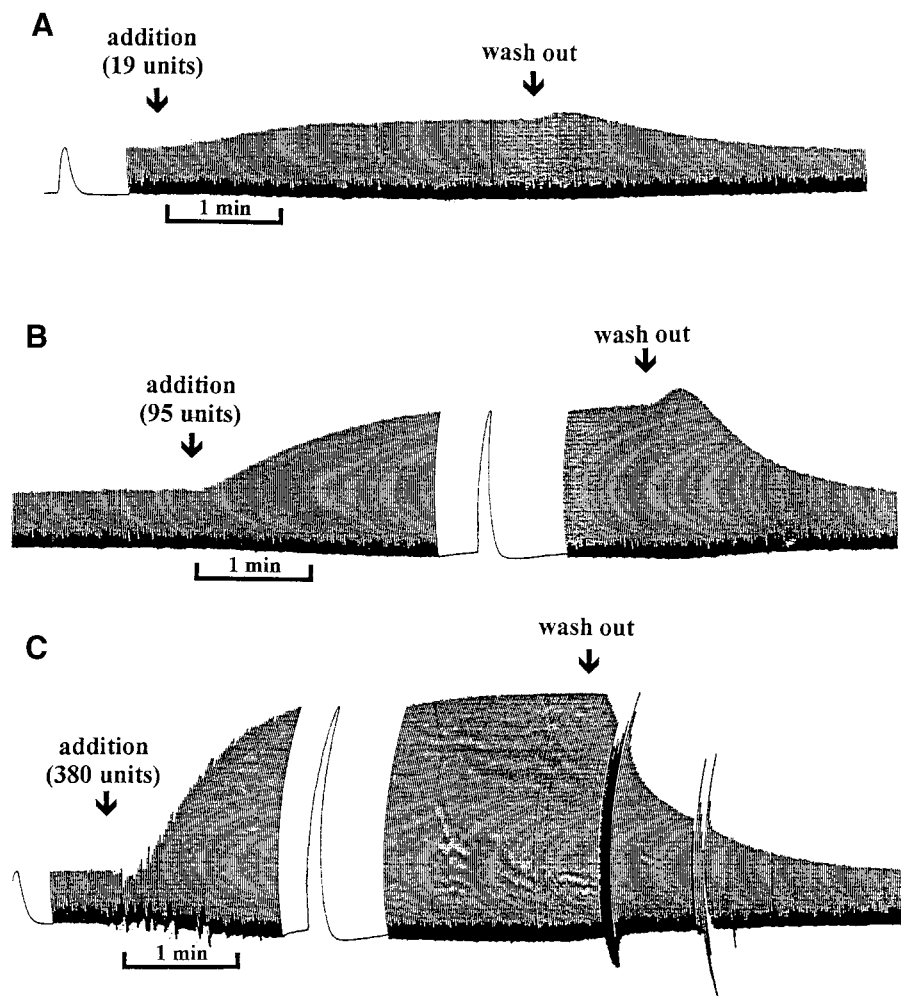 A
addition
(19 units)
wash out
1 min
B
addition
(95 units)
wash out
1 min
C
addition
(380 units)
wash out
1 min